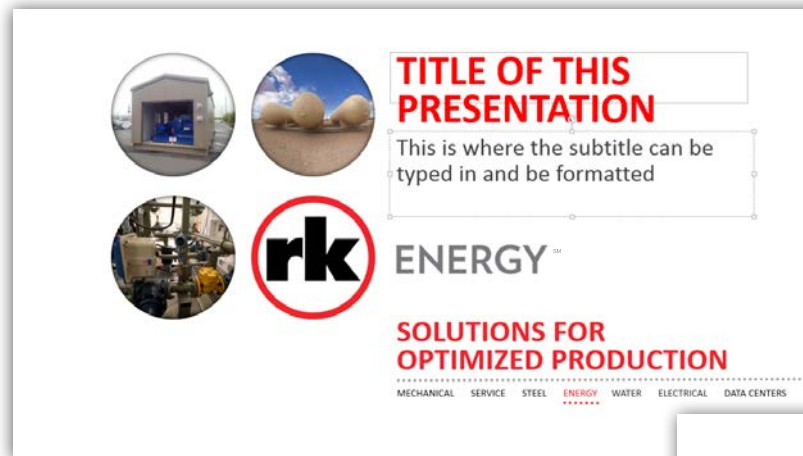 TITLE OF THIS
PRESENTATION
This is where the subtitle can be
typed in and be formatted
rk
ENERGY℠
SOLUTIONS FOR
OPTIMIZED PRODUCTION
MECHANICAL SERVICE STEEL ENERGY WATER ELECTRICAL DATA CENTERS